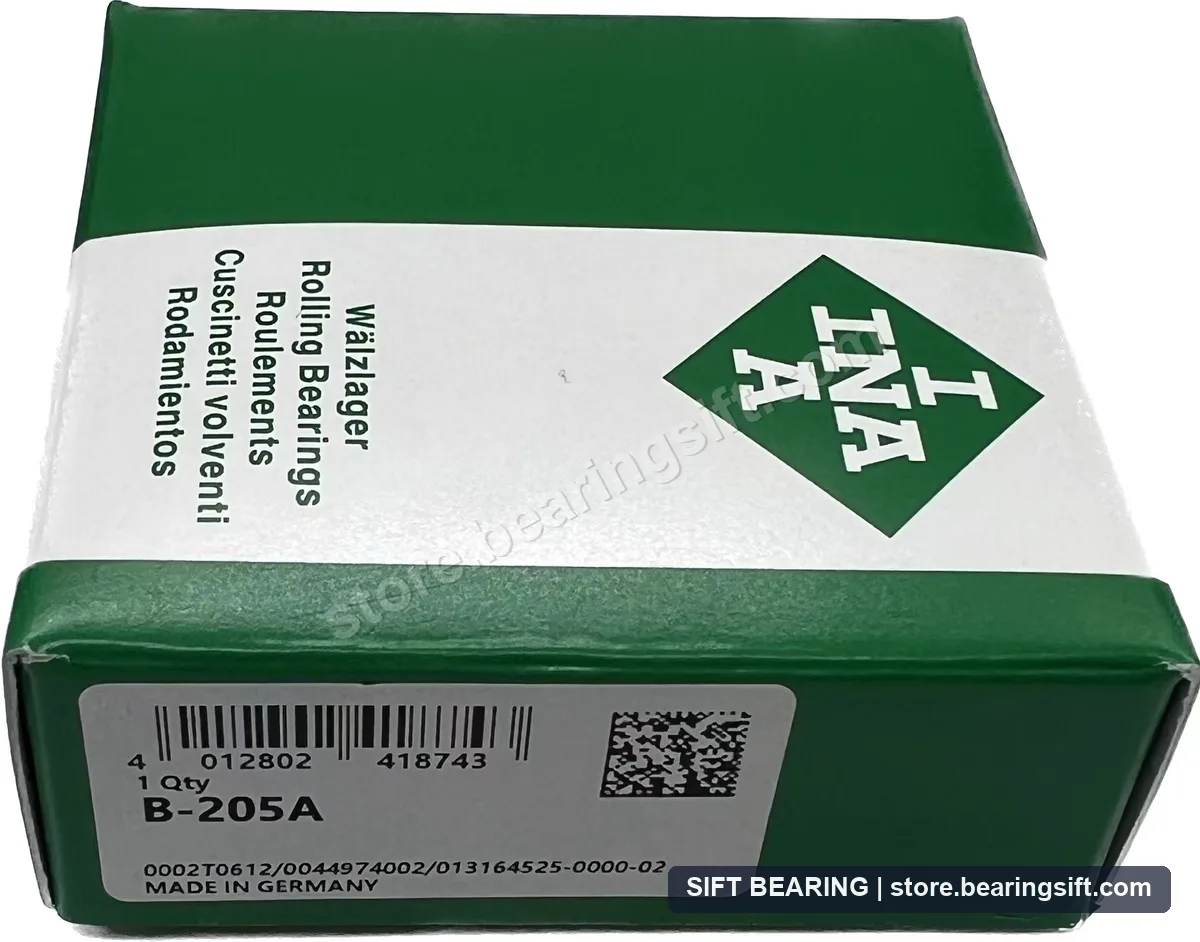 Wälzlager
Rolling Bearings
Roulements
Cuscinetti volventi
Rodamientos
I
INA
A
store.bearingsift.com
4 012802 418743
1 Qty
B-205A
0002T0612/0044974002/013164525-0000-02
MADE IN GERMANY
SIFT BEARING | store.bearingsift.com